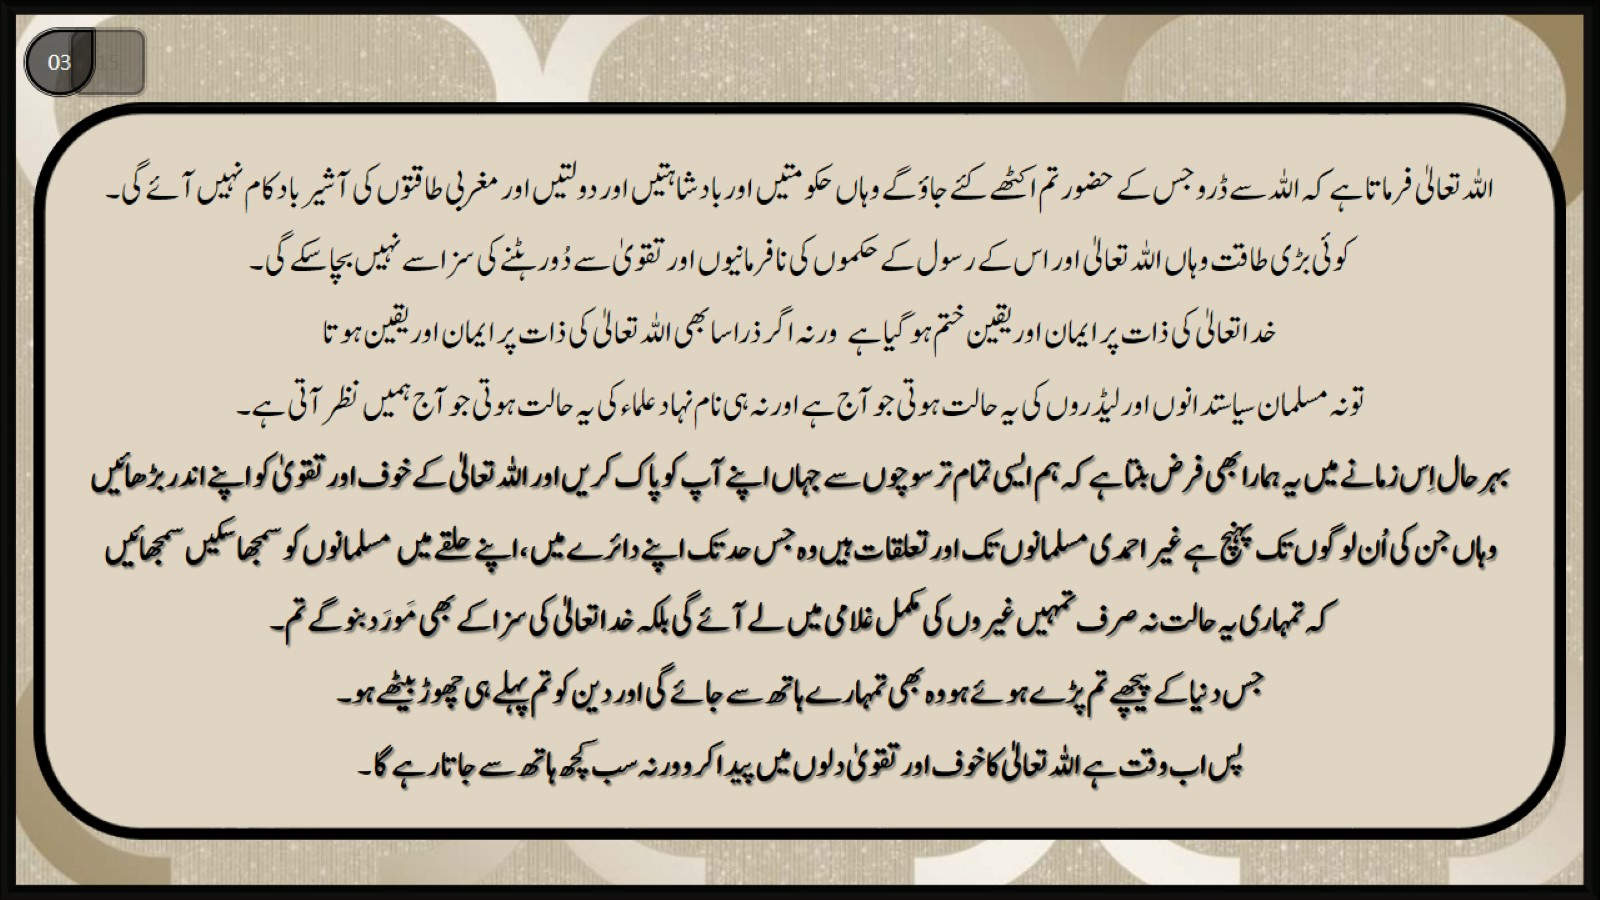 03
اللہ تعالیٰ فرماتا ہے کہ اللہ سے ڈرو جس کے حضور تم اکٹھے کئے جاؤ گے وہاں حکومتیں اور بادشاہتیں اور دولتیں اور مغربی طاقتوں کی آشیر باد کام نہیں آئے گی۔
کوئی بڑی طاقت وہاں اللہ تعالیٰ اور اس کے رسول کے حکموں کی نافرمانیوں اور تقویٰ سے دُور ہٹنے کی سزا سے نہیں بچا سکے گی۔
خدا تعالیٰ کی ذات پر ایمان اور یقین ختم ہو گیا ہے ورنہ اگر ذرا سا بھی اللہ تعالیٰ کی ذات پر ایمان اور یقین ہوتا
تو نہ مسلمان سیاستدانوں اور لیڈروں کی یہ حالت ہوتی جو آج ہے اور نہ ہی نام نہاد علماء کی یہ حالت ہوتی جو آج ہمیں نظر آتی ہے۔
بہر حال اِس زمانے میں یہ ہمارا بھی فرض بنتا ہے کہ ہم ایسی تمام تر سوچوں سے جہاں اپنے آپ کو پاک کریں اور اللہ تعالیٰ کے خوف اور تقویٰ کو اپنے اندر بڑھائیں
وہاں جن کی اُن لوگوں تک پہنچ ہے غیر احمدی مسلمانوں تک اور تعلقات ہیں وہ جس حد تک اپنے دائرے میں، اپنے حلقے میں مسلمانوں کو سمجھا سکیں سمجھائیں
کہ تمہاری یہ حالت نہ صرف تمہیں غیروں کی مکمل غلامی میں لے آئے گی بلکہ خدا تعالیٰ کی سزا کے بھی مَورَد بنو گے تم۔
جس دنیا کے پیچھے تم پڑے ہوئے ہو وہ بھی تمہارے ہاتھ سے جائے گی اور دین کو تم پہلے ہی چھوڑ بیٹھے ہو۔
پس اب وقت ہے اللہ تعالیٰ کا خوف اور تقویٰ دلوں میں پیدا کرو ورنہ سب کچھ ہاتھ سے جاتا رہے گا۔